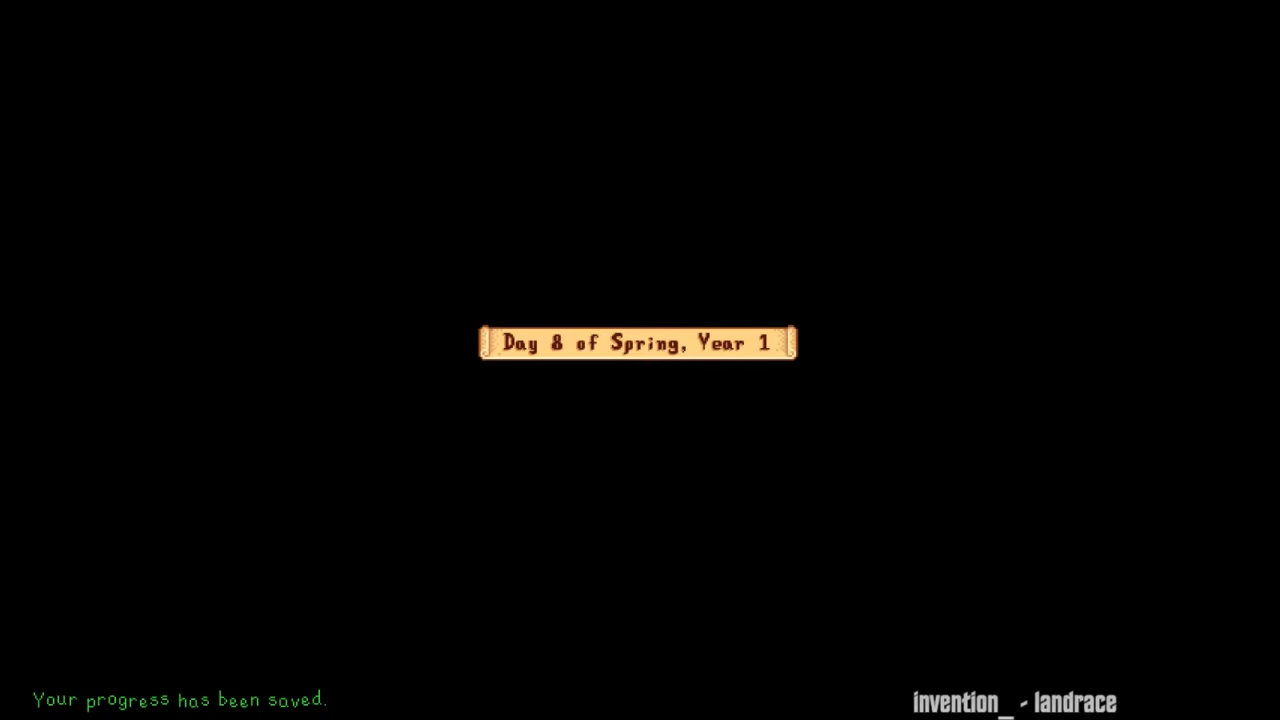 Day 8 of Spring, Year 1
Your progress has been saved.
invention_ - landrace